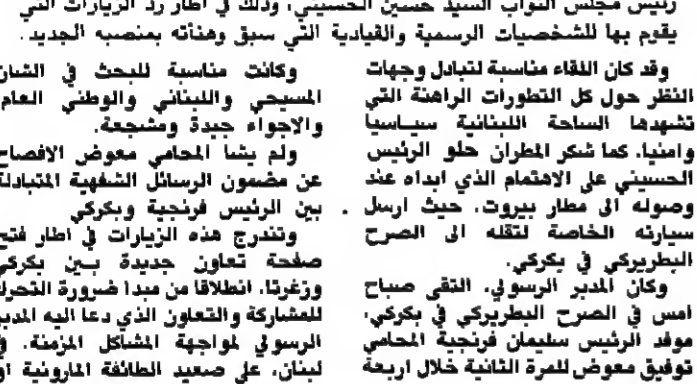 رئيس مجلس النواب السيد حسين الحسيني، وذلك في اطار رد الزيارات التي
يقوم بها للشخصيات الرسمية والقيادية التي سبق وهنأته بمنصبه الجديد.
وقد كان اللقاء مناسبة لتبادل وجهات
النظر حول كل التطورات الراهنة التي
تشهدها الساحة اللبنانية سياسيا
وامنيا. كما شكر المطران حلو الرئيس
الحسيني على الاهتمام الذي ابداه عند
وصوله الى مطار بيروت، حيث ارسل
سيارته الخاصة لتقله الى الصرح
البطريركي في بكركي.
وكان المدبر الرسولي، التقى صباح
امس في الصرح البطريركي في بكركي،
موفد الرئيس سليمان فرنجية المحامي
توفيق معوض للمرة الثانية خلال اربعة
وكانت مناسبة للبحث في الشان
المسيحي واللبناني والوطني العام
والاجواء جيدة ومشجعة.
ولم يشا المحامي معوض الافصاح
عن مضمون الرسائل الشفهية المتبادلة
بين الرئيس فرنجية وبكركي
وتندرج هذه الزيارات في اطار فتح
صفحة تعاون جديدة بين بكركي
وزغرتا، انطلاقا من مبدا ضرورة التحرك
للمشاركة والتعاون الذي دعا اليه المدبر
الرسولي لمواجهة المشاكل المزمنة، في
لبنان، على صعيد الطائفة المارونية او